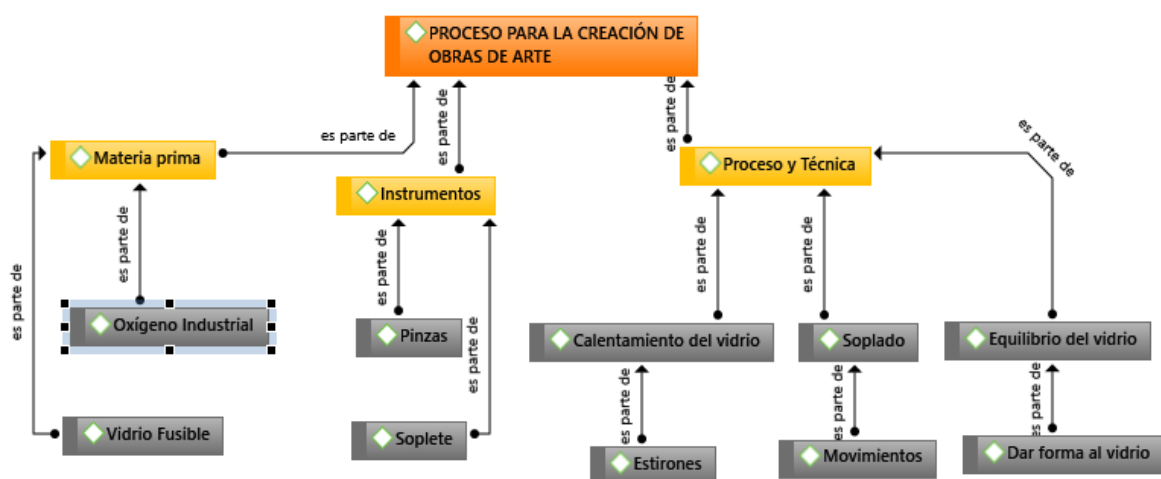 PROCESO PARA LA CREACIÓN DE
OBRAS DE ARTE
es parte de
es parte de
es parte de
es parte de
Materia prima
Proceso y Técnica
Instrumentos
es parte de
es parte de
es parte de
es parte de
es parte de
es parte de
Oxígeno Industrial
Pinzas
Calentamiento del vidrio
Soplado
Equilibrio del vidrio
es parte de
es parte de
es parte de
es parte de
Vidrio Fusible
Soplete
Estirones
Movimientos
Dar forma al vidrio